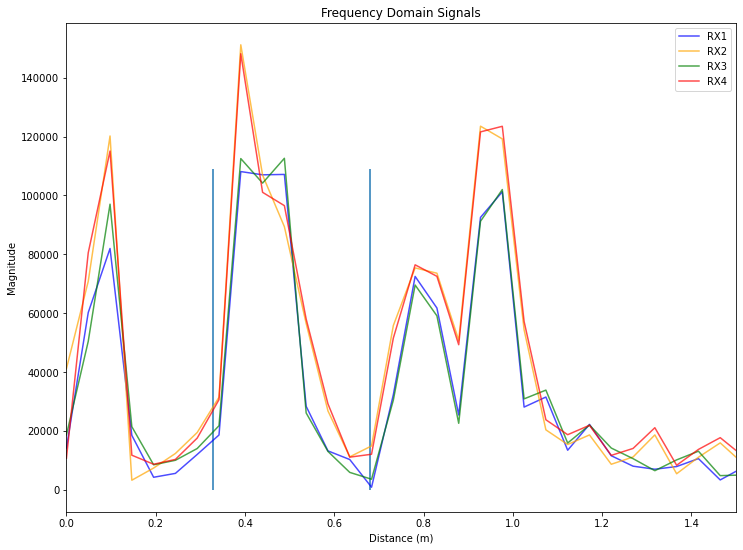 Frequency Domain Signals
RX1
RX2
RX3
RX4
Magnitude
140000
120000
100000
80000
60000
40000
20000
0
0.0 0.2 0.4 0.6 0.8 1.0 1.2 1.4
Distance (m)